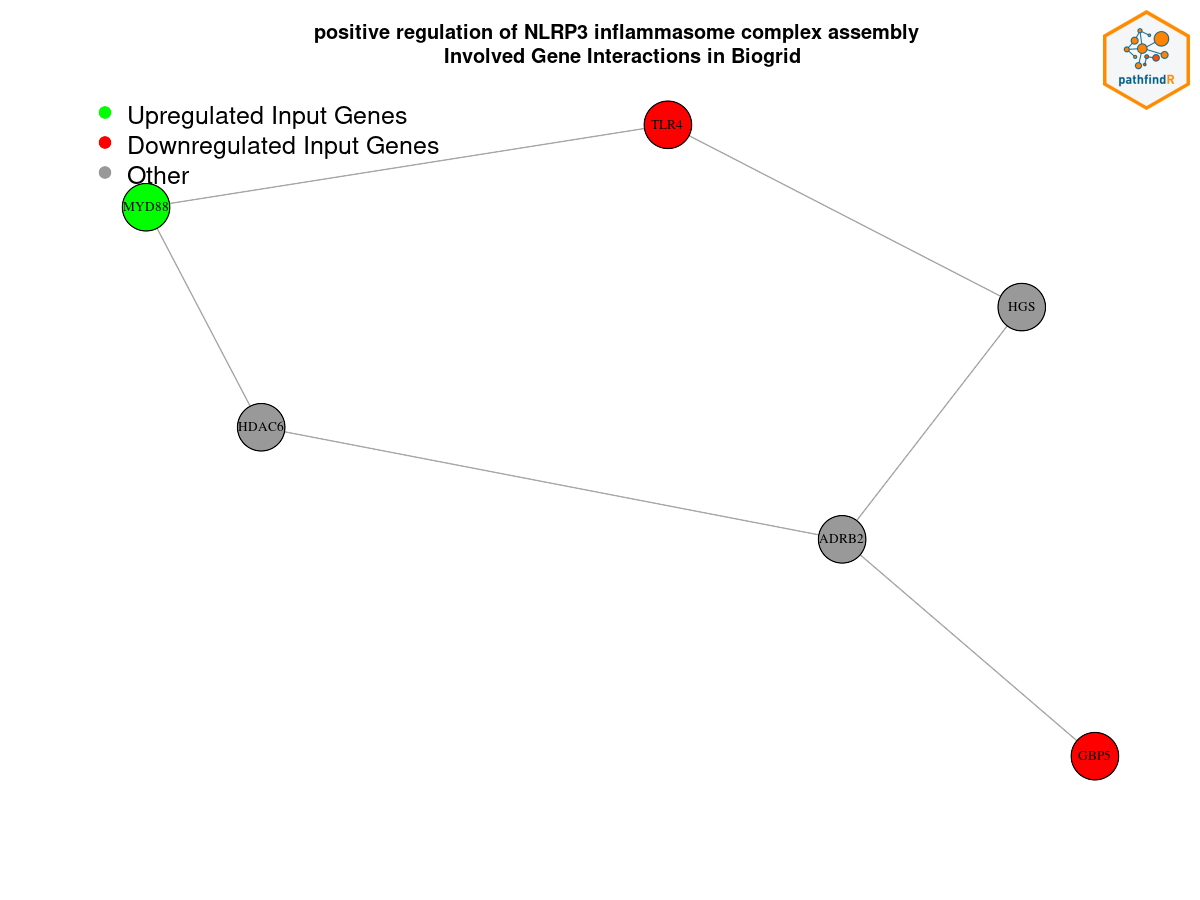 positive regulation of NLRP3 inflammasome complex assembly
Involved Gene Interactions in Biogrid
pathfindR
Upregulated Input Genes
Downregulated Input Genes
Other
TLR4
MYD88
HGS
HDAC6
ADRB2
GBP5